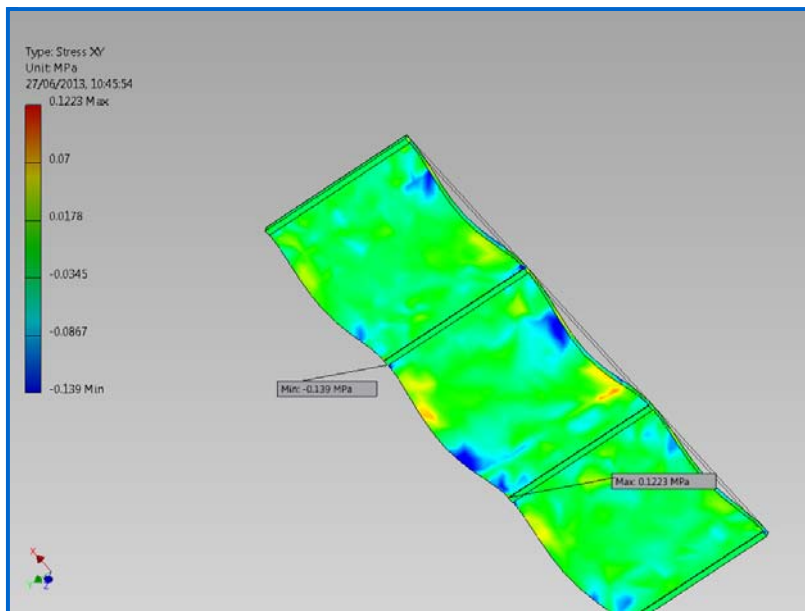 Type: Stress XY
Unit: MPa
27/06/2013, 10:45:54
0.1223 Max
0.07
0.0178
-0.0345
-0.0867
-0.139 Min
Min: -0.139 MPa
Max: 0.1223 MPa
X
Y
Z